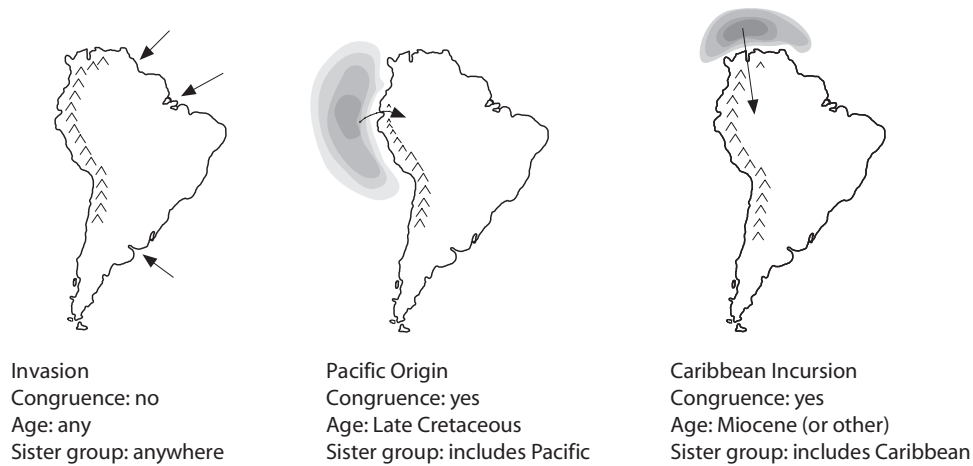 Invasion
Congruence: no
Age: any
Sister group: anywhere
Pacific Origin
Congruence: yes
Age: Late Cretaceous
Sister group: includes Pacific
Caribbean Incursion
Congruence: yes
Age: Miocene (or other)
Sister group: includes Caribbean